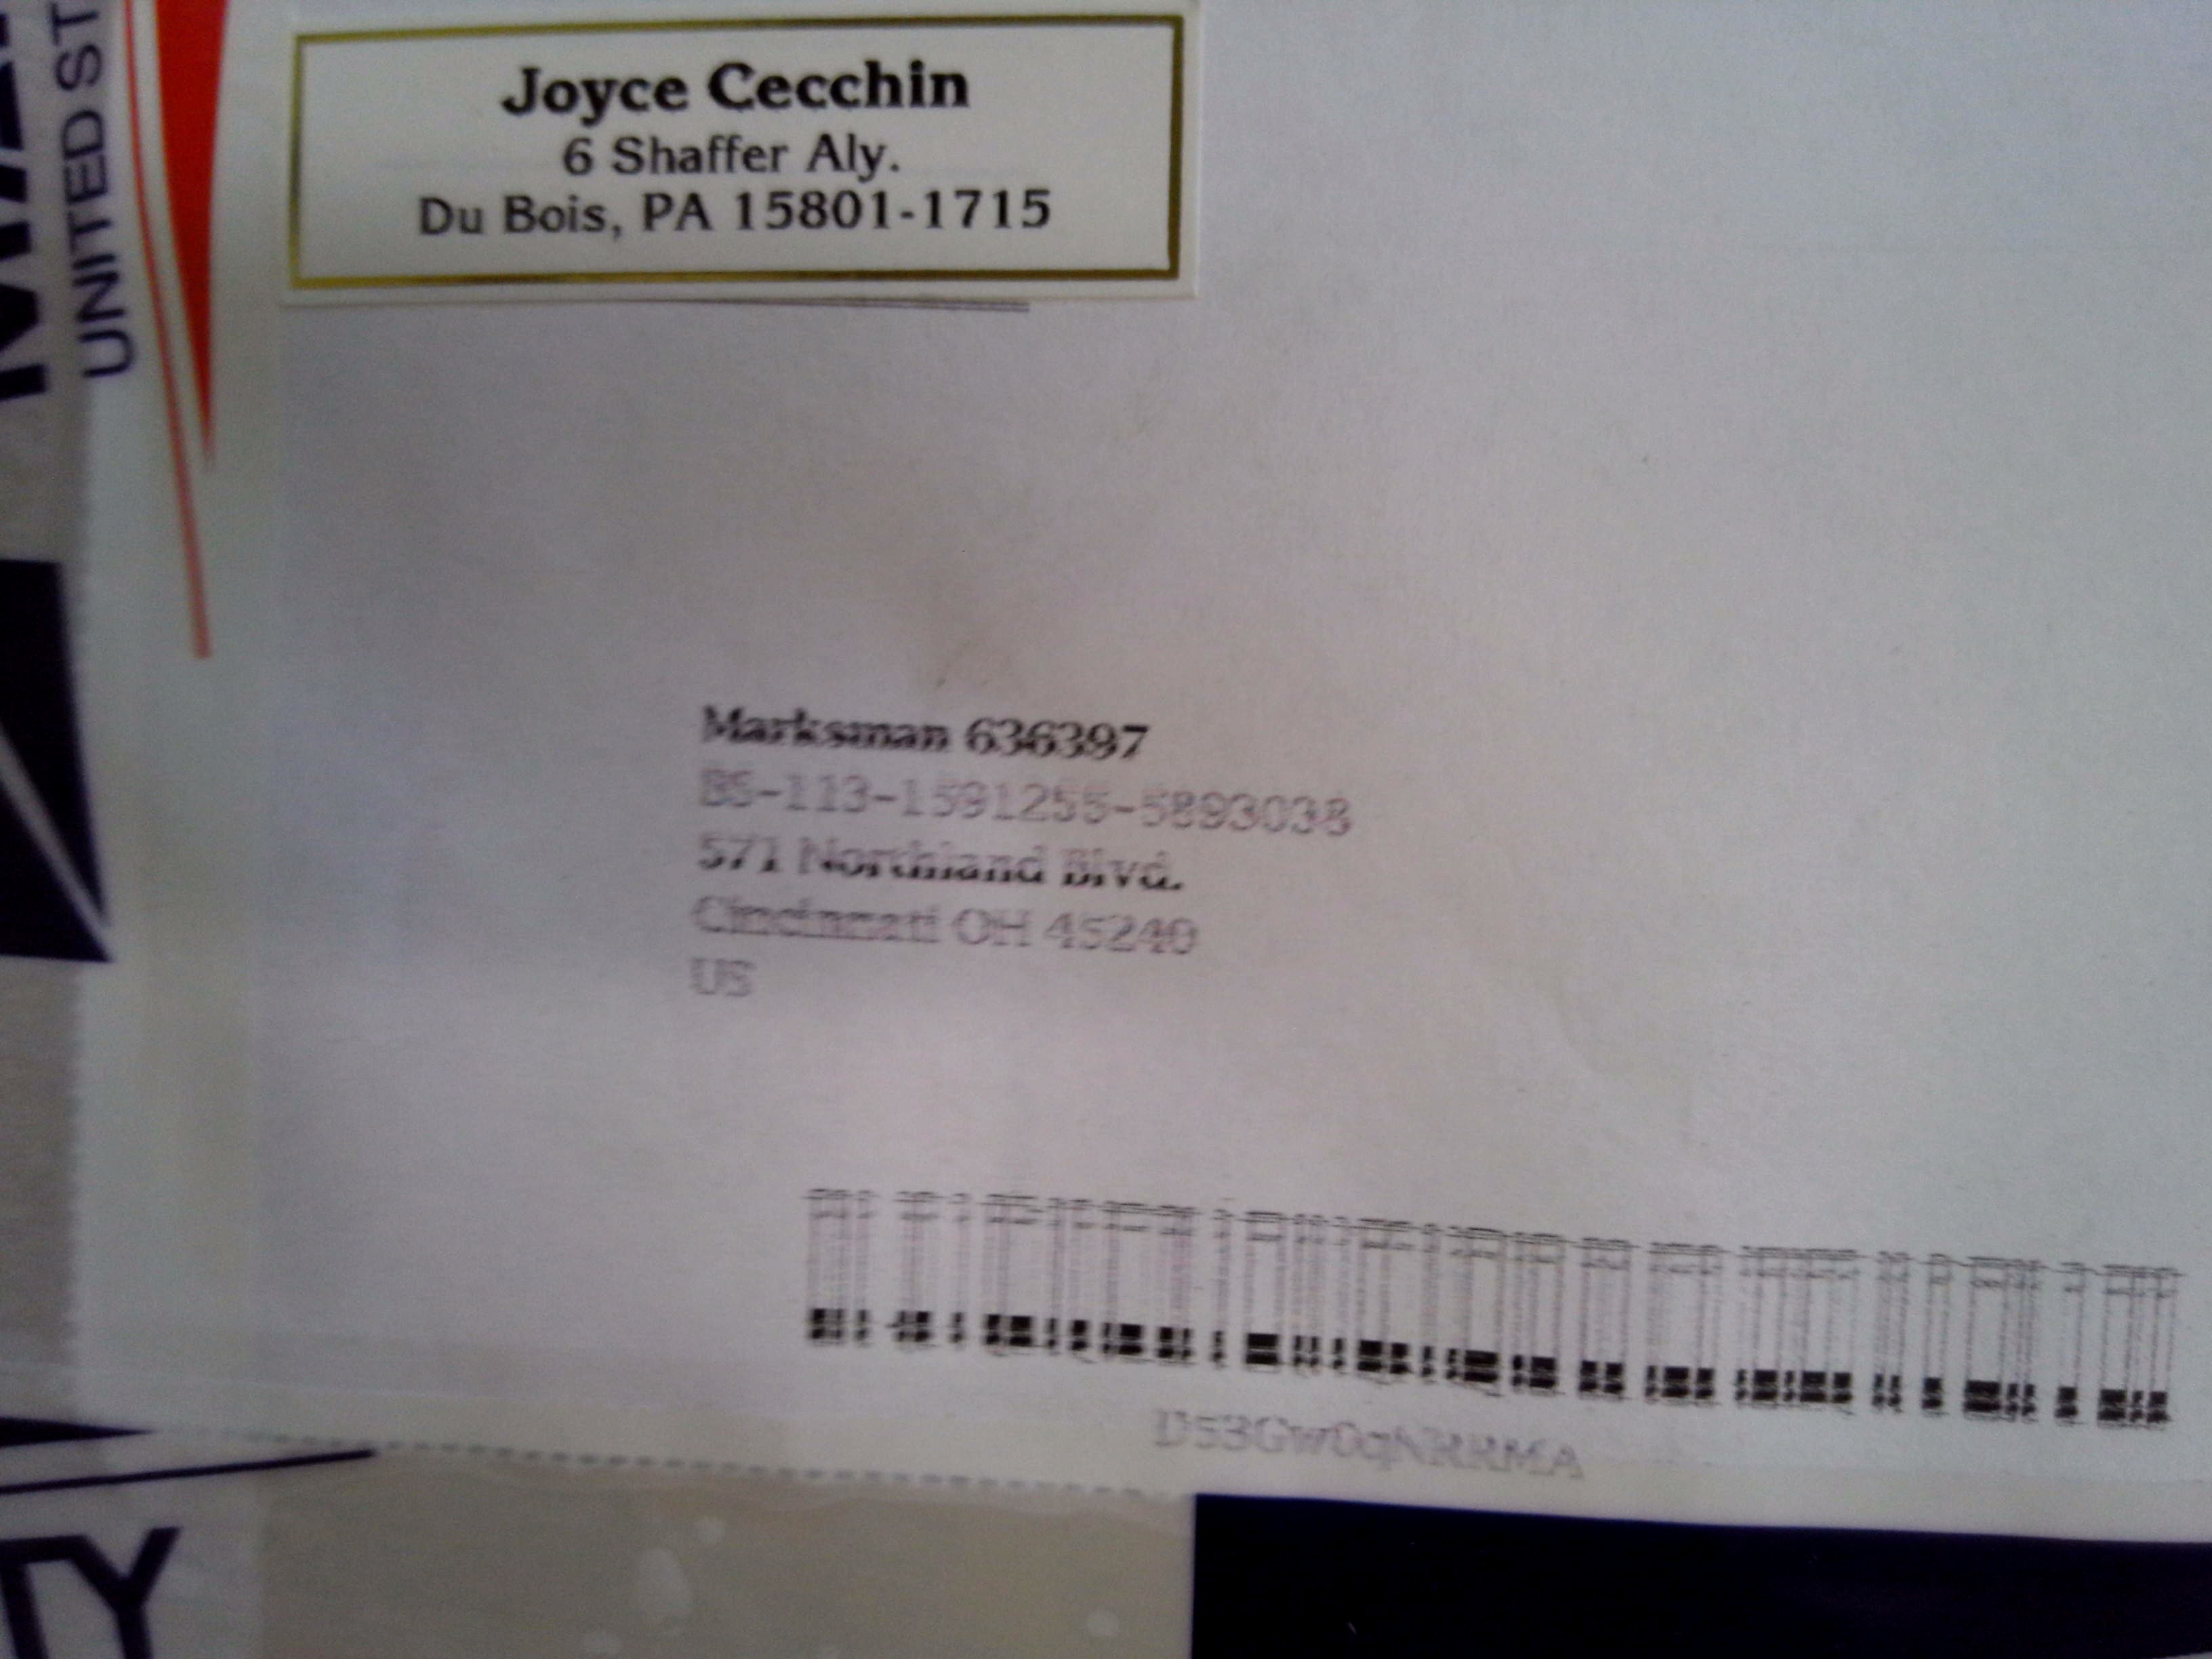 UNITED ST
Joyce Cecchin
6 Shaffer Aly.
Du Bois, PA 15801-1715
Marksman 636397
BS-113-1591255-5893038
571 Northland Blvd.
Cincinnati OH 45240
US
TY